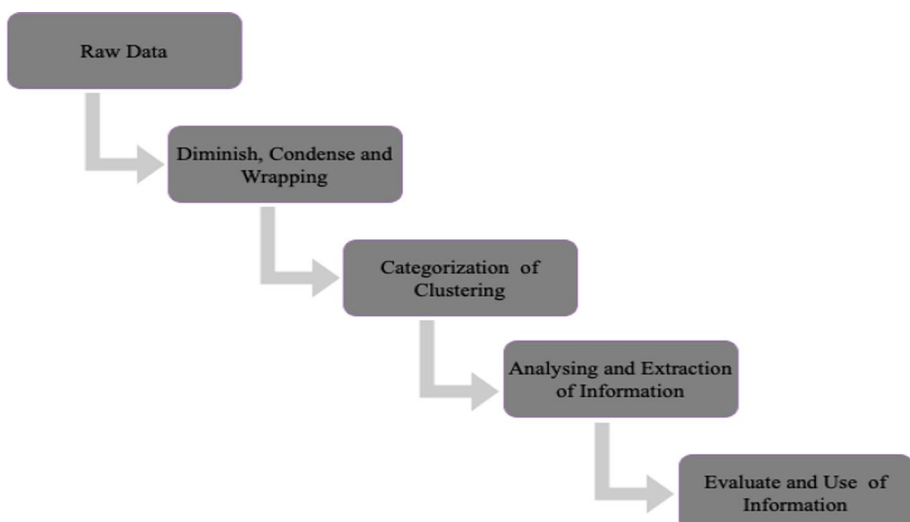 Raw Data
Diminish, Condense and
Wrapping
Categorization of
Clustering
Analysing and Extraction
of Information
Evaluate and Use of
Information